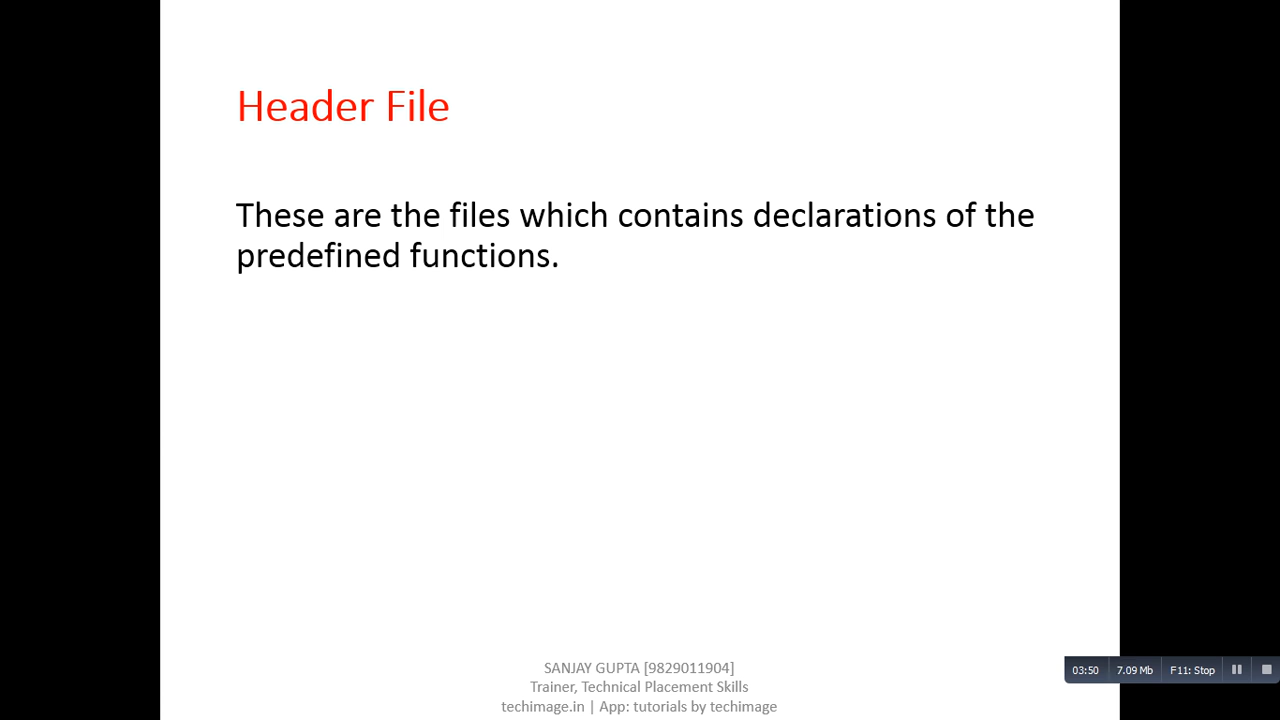 Header File
These are the files which contains declarations of the
predefined functions.
SANJAY GUPTA [9829011904]
Trainer, Technical Placement Skills
techimage.in | App: tutorials by techimage
03:50 7.09 Mb F11: Stop